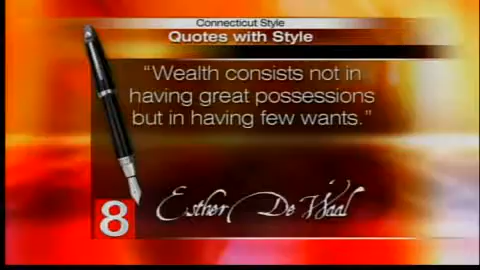 Connecticut Style
Quotes with Style
“Wealth consists not in
having great possessions
but in having few wants.”
Esther De Waal
8